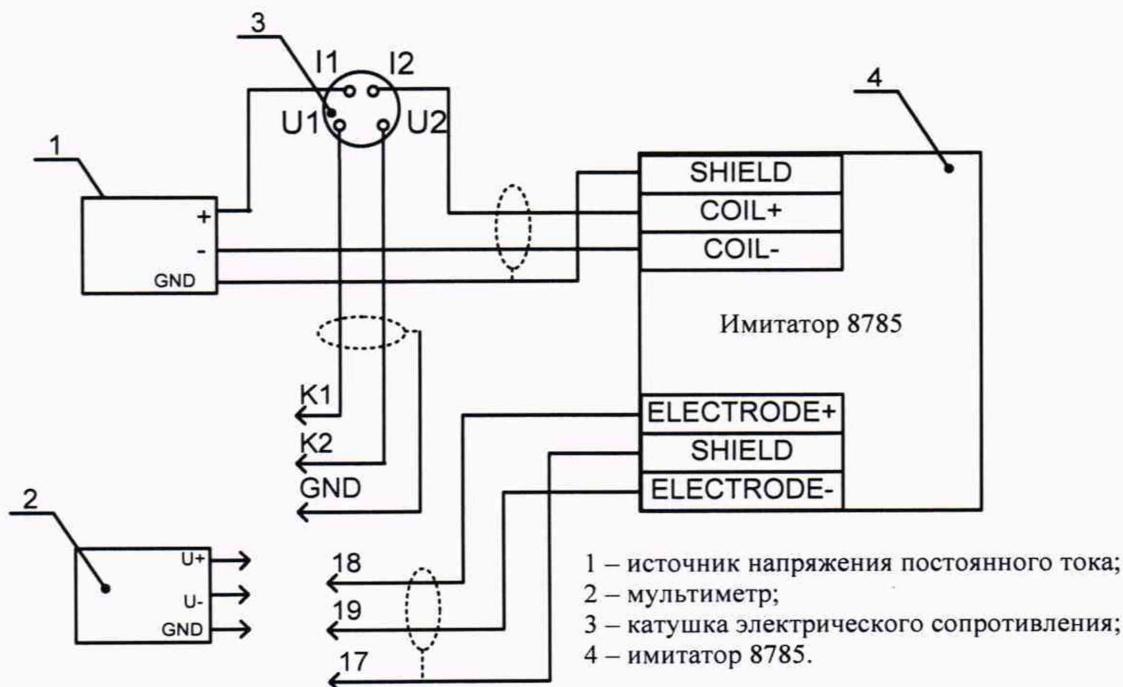 3
I1 I2
4
U1 U2
1
SHIELD
+
COIL+
-
COIL-
GND
Имитатор 8785
K1
ELECTRODE+
K2
SHIELD
GND
ELECTRODE-
2
U+
18
1 – источник напряжения постоянного тока;
U-
19
2 – мультиметр;
GND
3 – катушка электрического сопротивления;
17
4 – имитатор 8785.